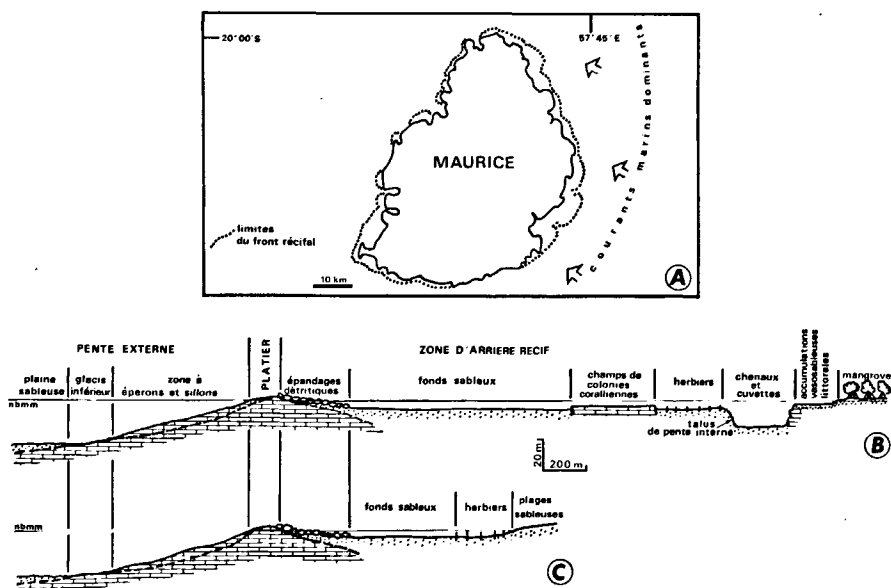 20°00'S
57°45'E
MAURICE
courants marins dominants
limites
du front récifal
10 km
A
PENTE EXTERNE
PLATIER
ZONE D'ARRIERE RECIF
plaine
sableuse
glacis
inférieur
zone à
éperons et sillons
épandages
détritiques
fonds sableux
champs de
colonies
coralliennes
herbiers
chenaux
et
cuvettes
accumulations
vasosableuses
littorales
mangrove
nbmm
talus
de pente interne
20m
200 m
B
nbmm
fonds sableux
herbiers
plages
sableuses
C